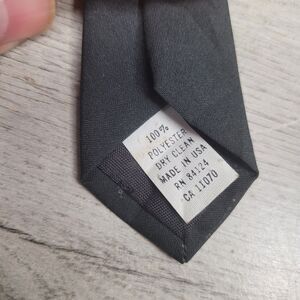 100%
POLYESTER
DRY CLEAN
MADE IN USA
RN 84124
CA 11070